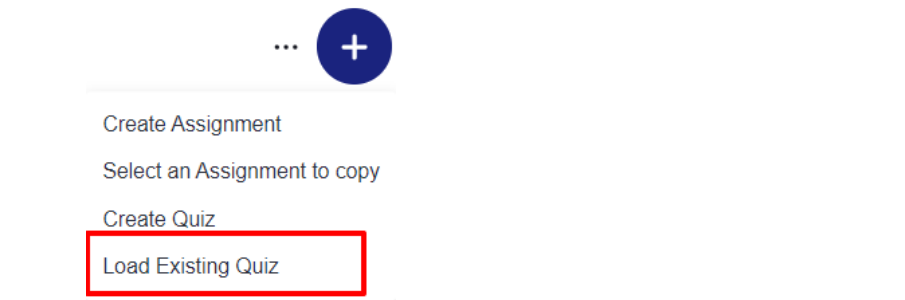 Create Assignment
Select an Assignment to copy
Create Quiz
Load Existing Quiz